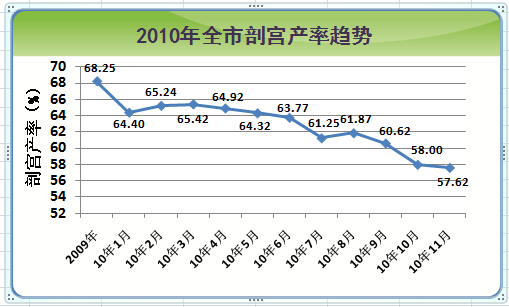 2010年全市剖宫产率趋势
剖宫产率（%）
70
68
66
64
62
60
58
56
54
52
68.25
64.40
65.24
65.42
64.92
64.32
63.77
61.25
61.87
60.62
58.00
57.62
2009年
10年1月
10年2月
10年3月
10年4月
10年5月
10年6月
10年7月
10年8月
10年9月
10年10月
10年11月